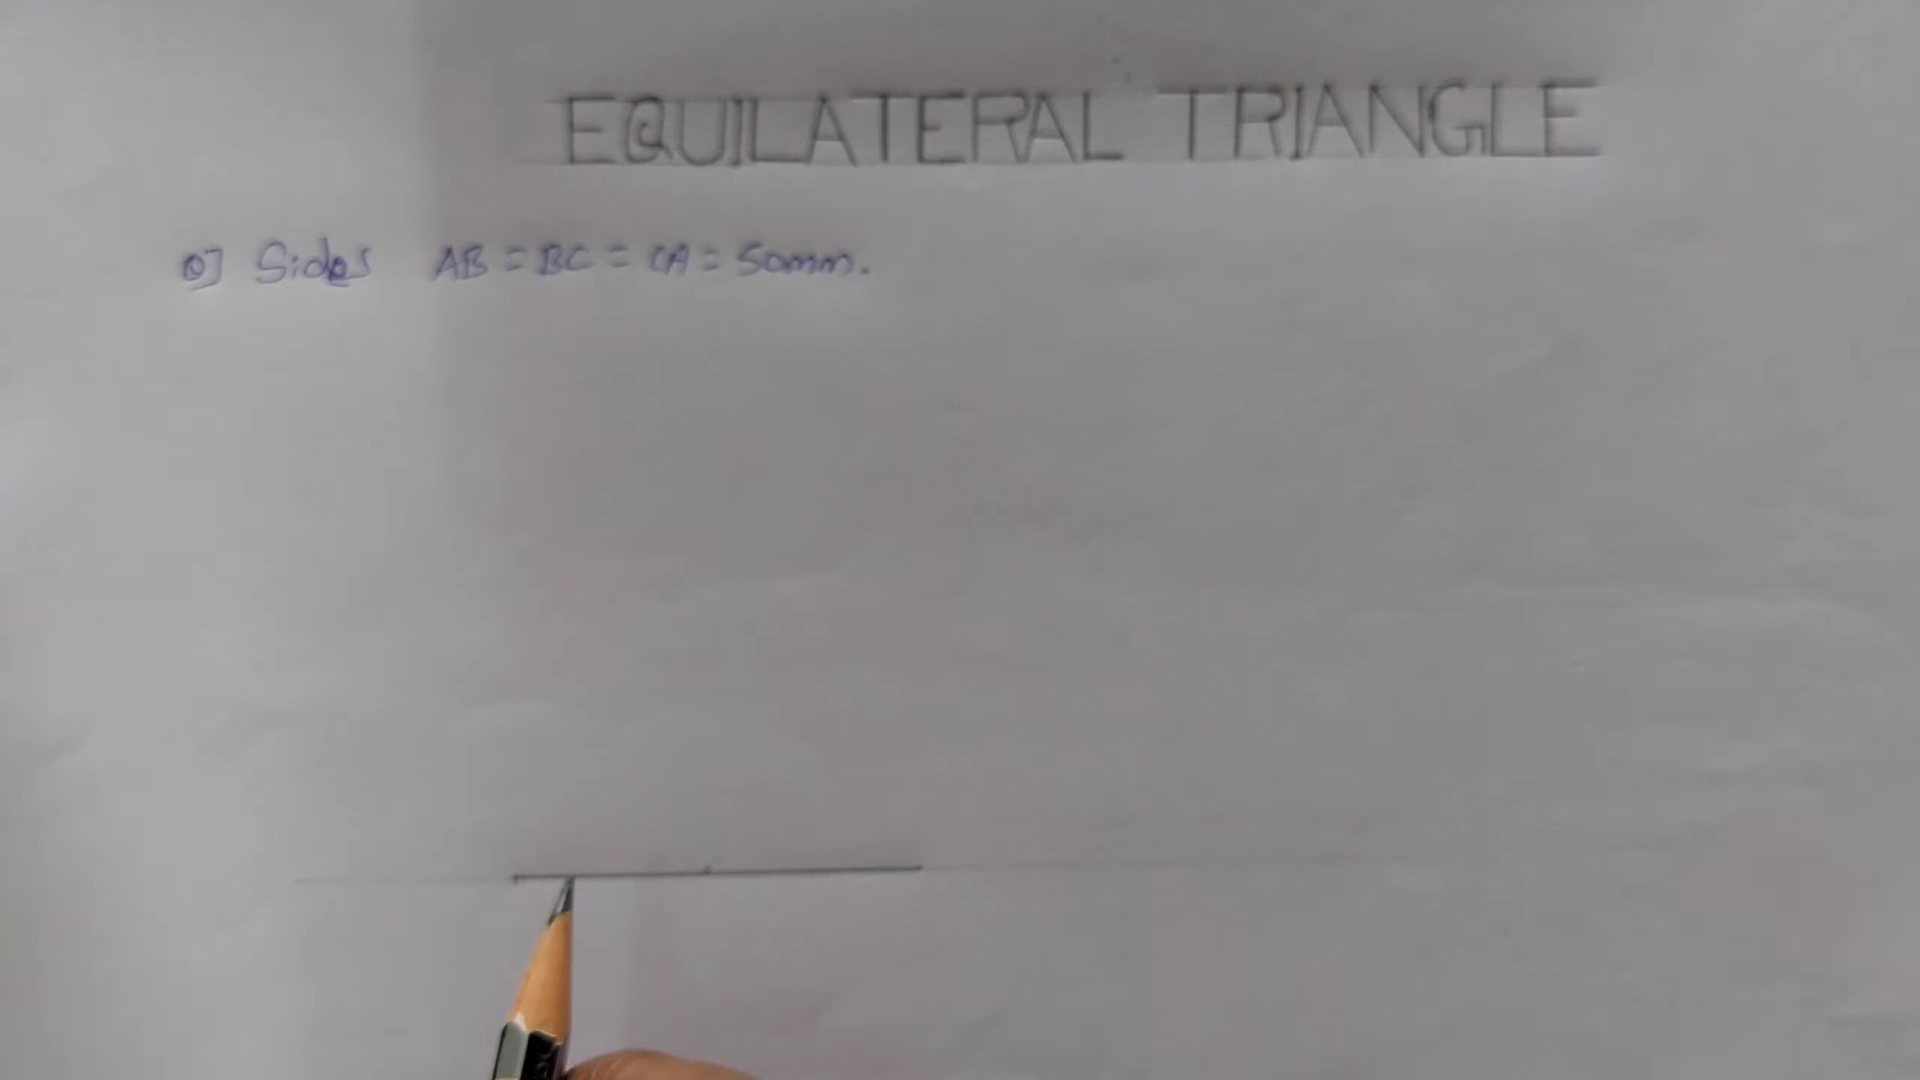 EQUILATERAL TRIANGLE
Q] Sides AB = BC = CA = 50mm.